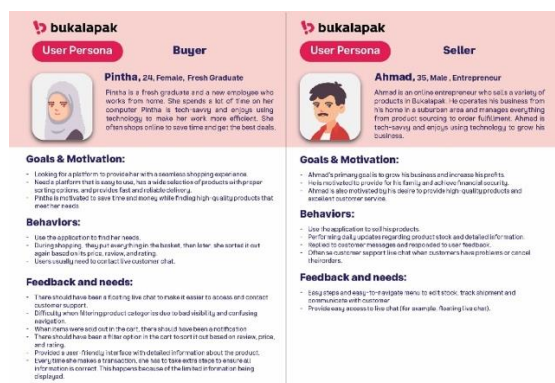 bukalapak
User Persona
Buyer
Pintha, 24, Female, Fresh Graduate
Pintha is a fresh graduate and a new employee who
works from home. She spends a lot of time on her
computer Pintha is tech-savvy and enjoys using
technology to make her work more efficient. She
often shops online to save time and get the best deals.
Goals & Motivation:
- Looking for a platform to provide her with a seamless shopping experience.
- Need a platform that is easy to use, has a wide selection of products with proper
sorting options, and provides fast and reliable delivery.
- Pintha is motivated to save time and money while finding high-quality products that
meet her needs.
Behaviors:
- Use the application to find her needs.
- During shopping, they put everything in the basket, then later, she sorted it out
again based on its price, review, and rating.
- Users usually need to contact live customer chat.
Feedback and needs:
- There should have been a floating live chat to make it easier to access and contact
customer support.
- Difficulty when filtering product categories due to bad visibility and confusing
navigation.
- When items were sold out in the cart, there should have been a notification
- There should have been a filter option in the cart to sort it out based on review, price,
and rating.
- Provided a user-friendly interface with detailed information about the product.
- Every time she makes a transaction, she has to take extra steps to ensure all
information is correct. This happens because of the limited information being
displayed.
bukalapak
User Persona
Seller
Ahmad, 35, Male, Entrepreneur
Ahmad is an online entrepreneur who sells a variety of
products in Bukalapak. He operates his business from
his home in a suburban area and manages everything
from product sourcing to order fulfillment. Ahmad is
tech-savvy and enjoys using technology to grow his
business.
Goals & Motivation:
- Ahmad's primary goal is to grow his business and increase his profits.
- He is motivated to provide for his family and achieve financial security.
- Ahmad is also motivated by his desire to provide high-quality products and
excellent customer service.
Behaviors:
- Use the application to sell his products.
- Performing daily updates regarding product stock and detailed information.
- Replied to customer messages and responded to user feedback.
- Often use customer support live chat when customers have problems or cancel
their orders.
Feedback and needs:
- Easy steps and easy-to-navigate menu to edit stock, track shipment and
communicate with customer.
- Provide easy access to live chat (for example, floating live chat).